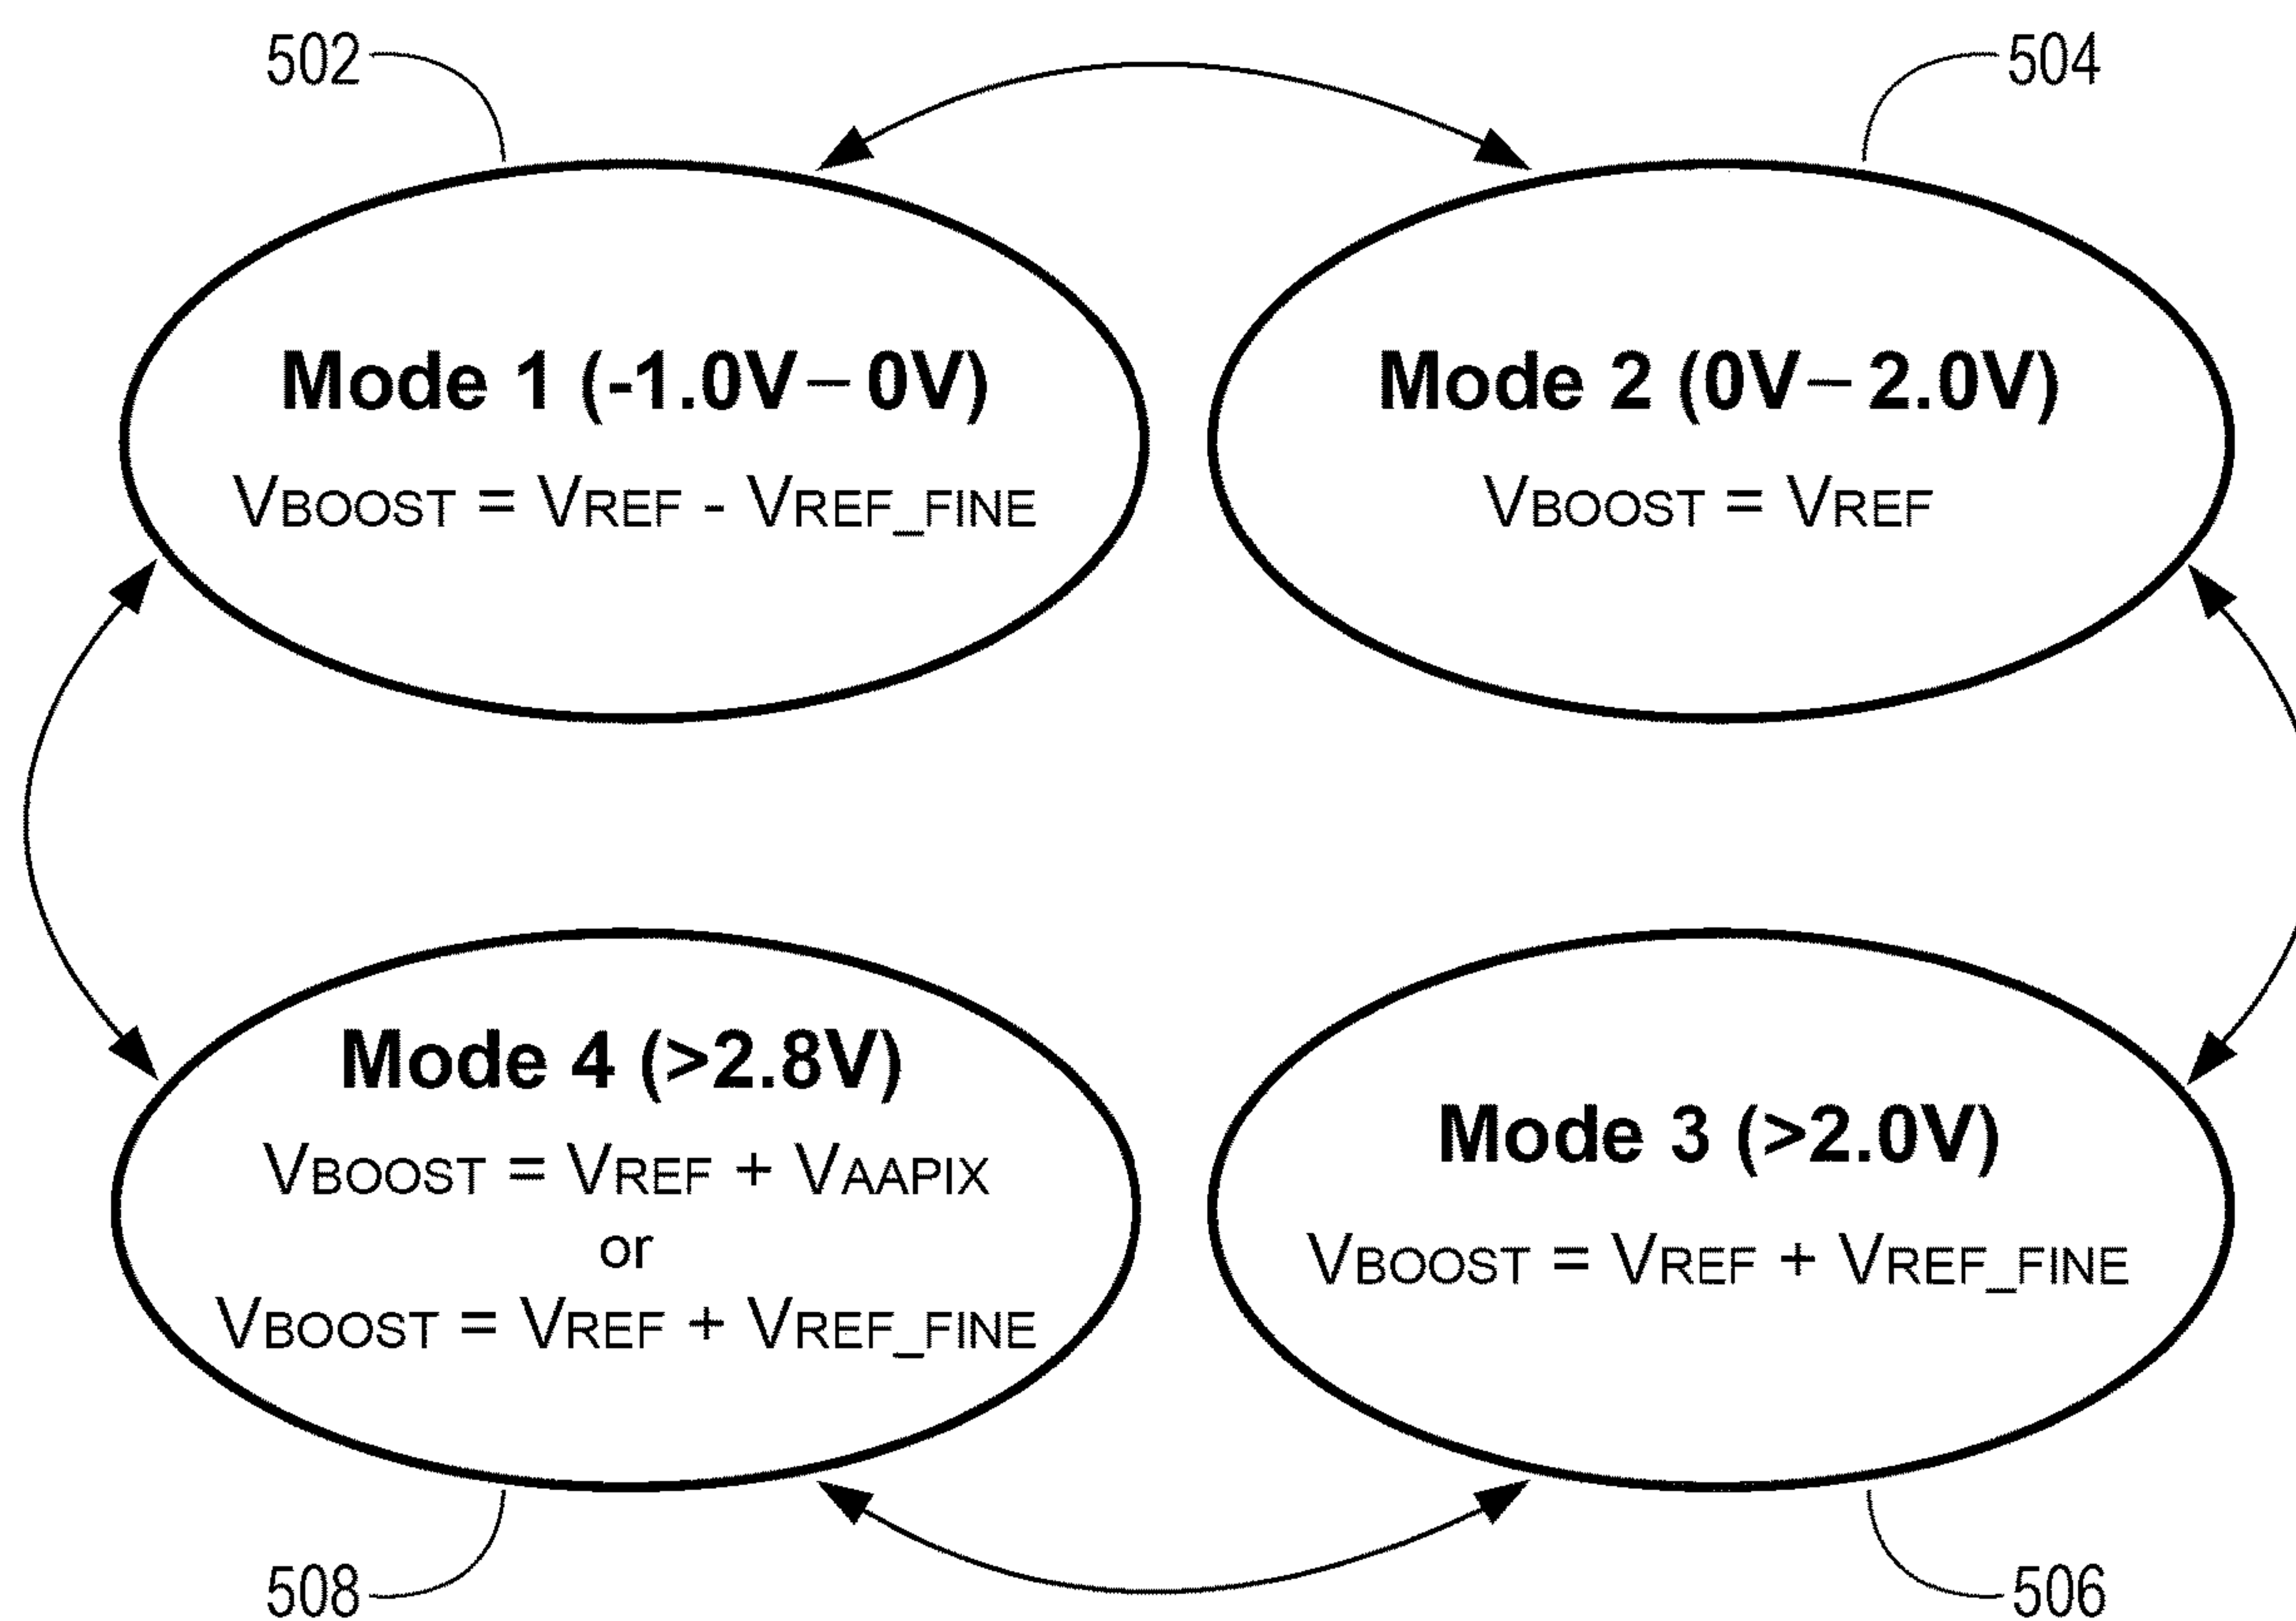 502
504
Mode 1 (-1.0V – 0V)
VBOOST = VREF - VREF_FINE
Mode 2 (0V – 2.0V)
VBOOST = VREF
Mode 4 (>2.8V)
VBOOST = VREF + VAAPIX
or
VBOOST = VREF + VREF_FINE
Mode 3 (>2.0V)
VBOOST = VREF + VREF_FINE
508
506